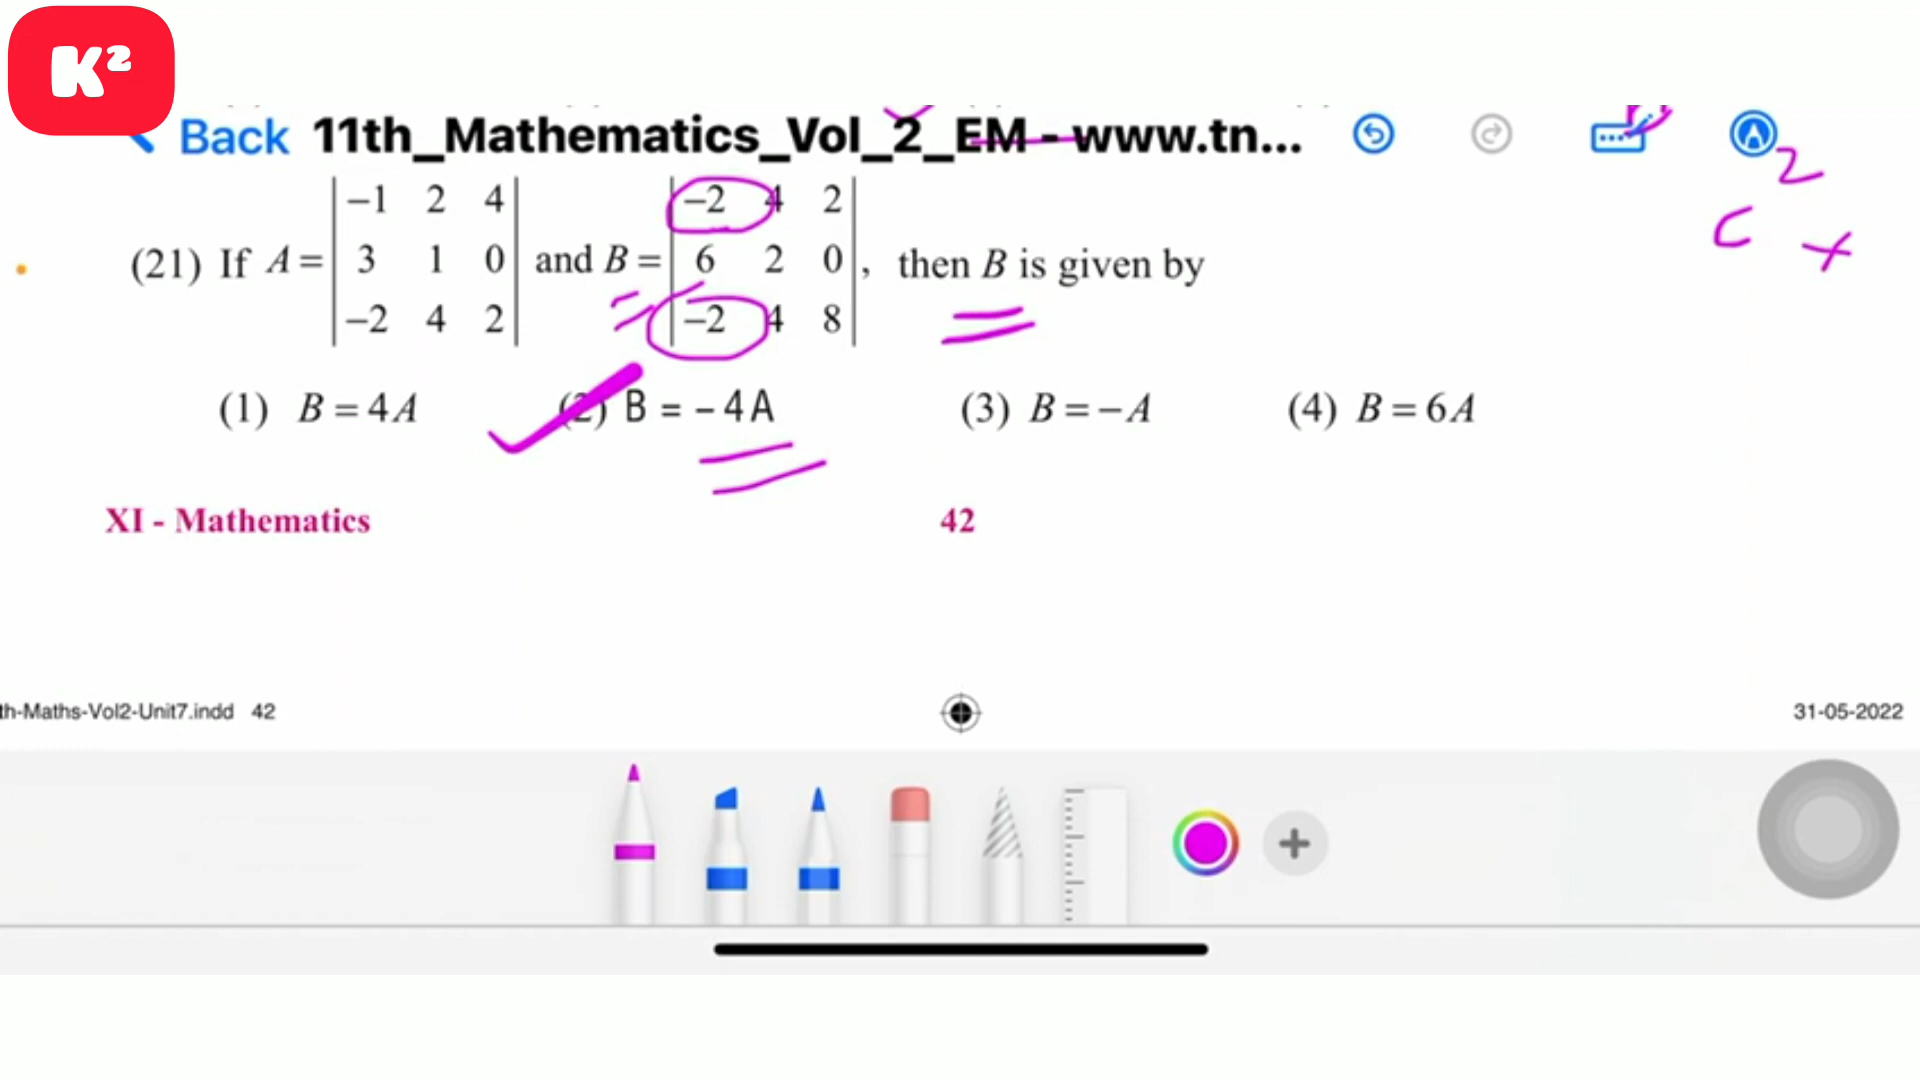 K²
Back 11th_Mathematics_Vol_2_EM - www.tn...
2
C +
(21) If A = | −1 2 4 | and B = | −2 4 2 | , then B is given by
| 3 1 0 | | 6 2 0 |
| −2 4 2 | | −2 4 8 |
(1) B = 4A (2) B = −4A (3) B = −A (4) B = 6A
XI - Mathematics 42
th-Maths-Vol2-Unit7.indd 42 31-05-2022